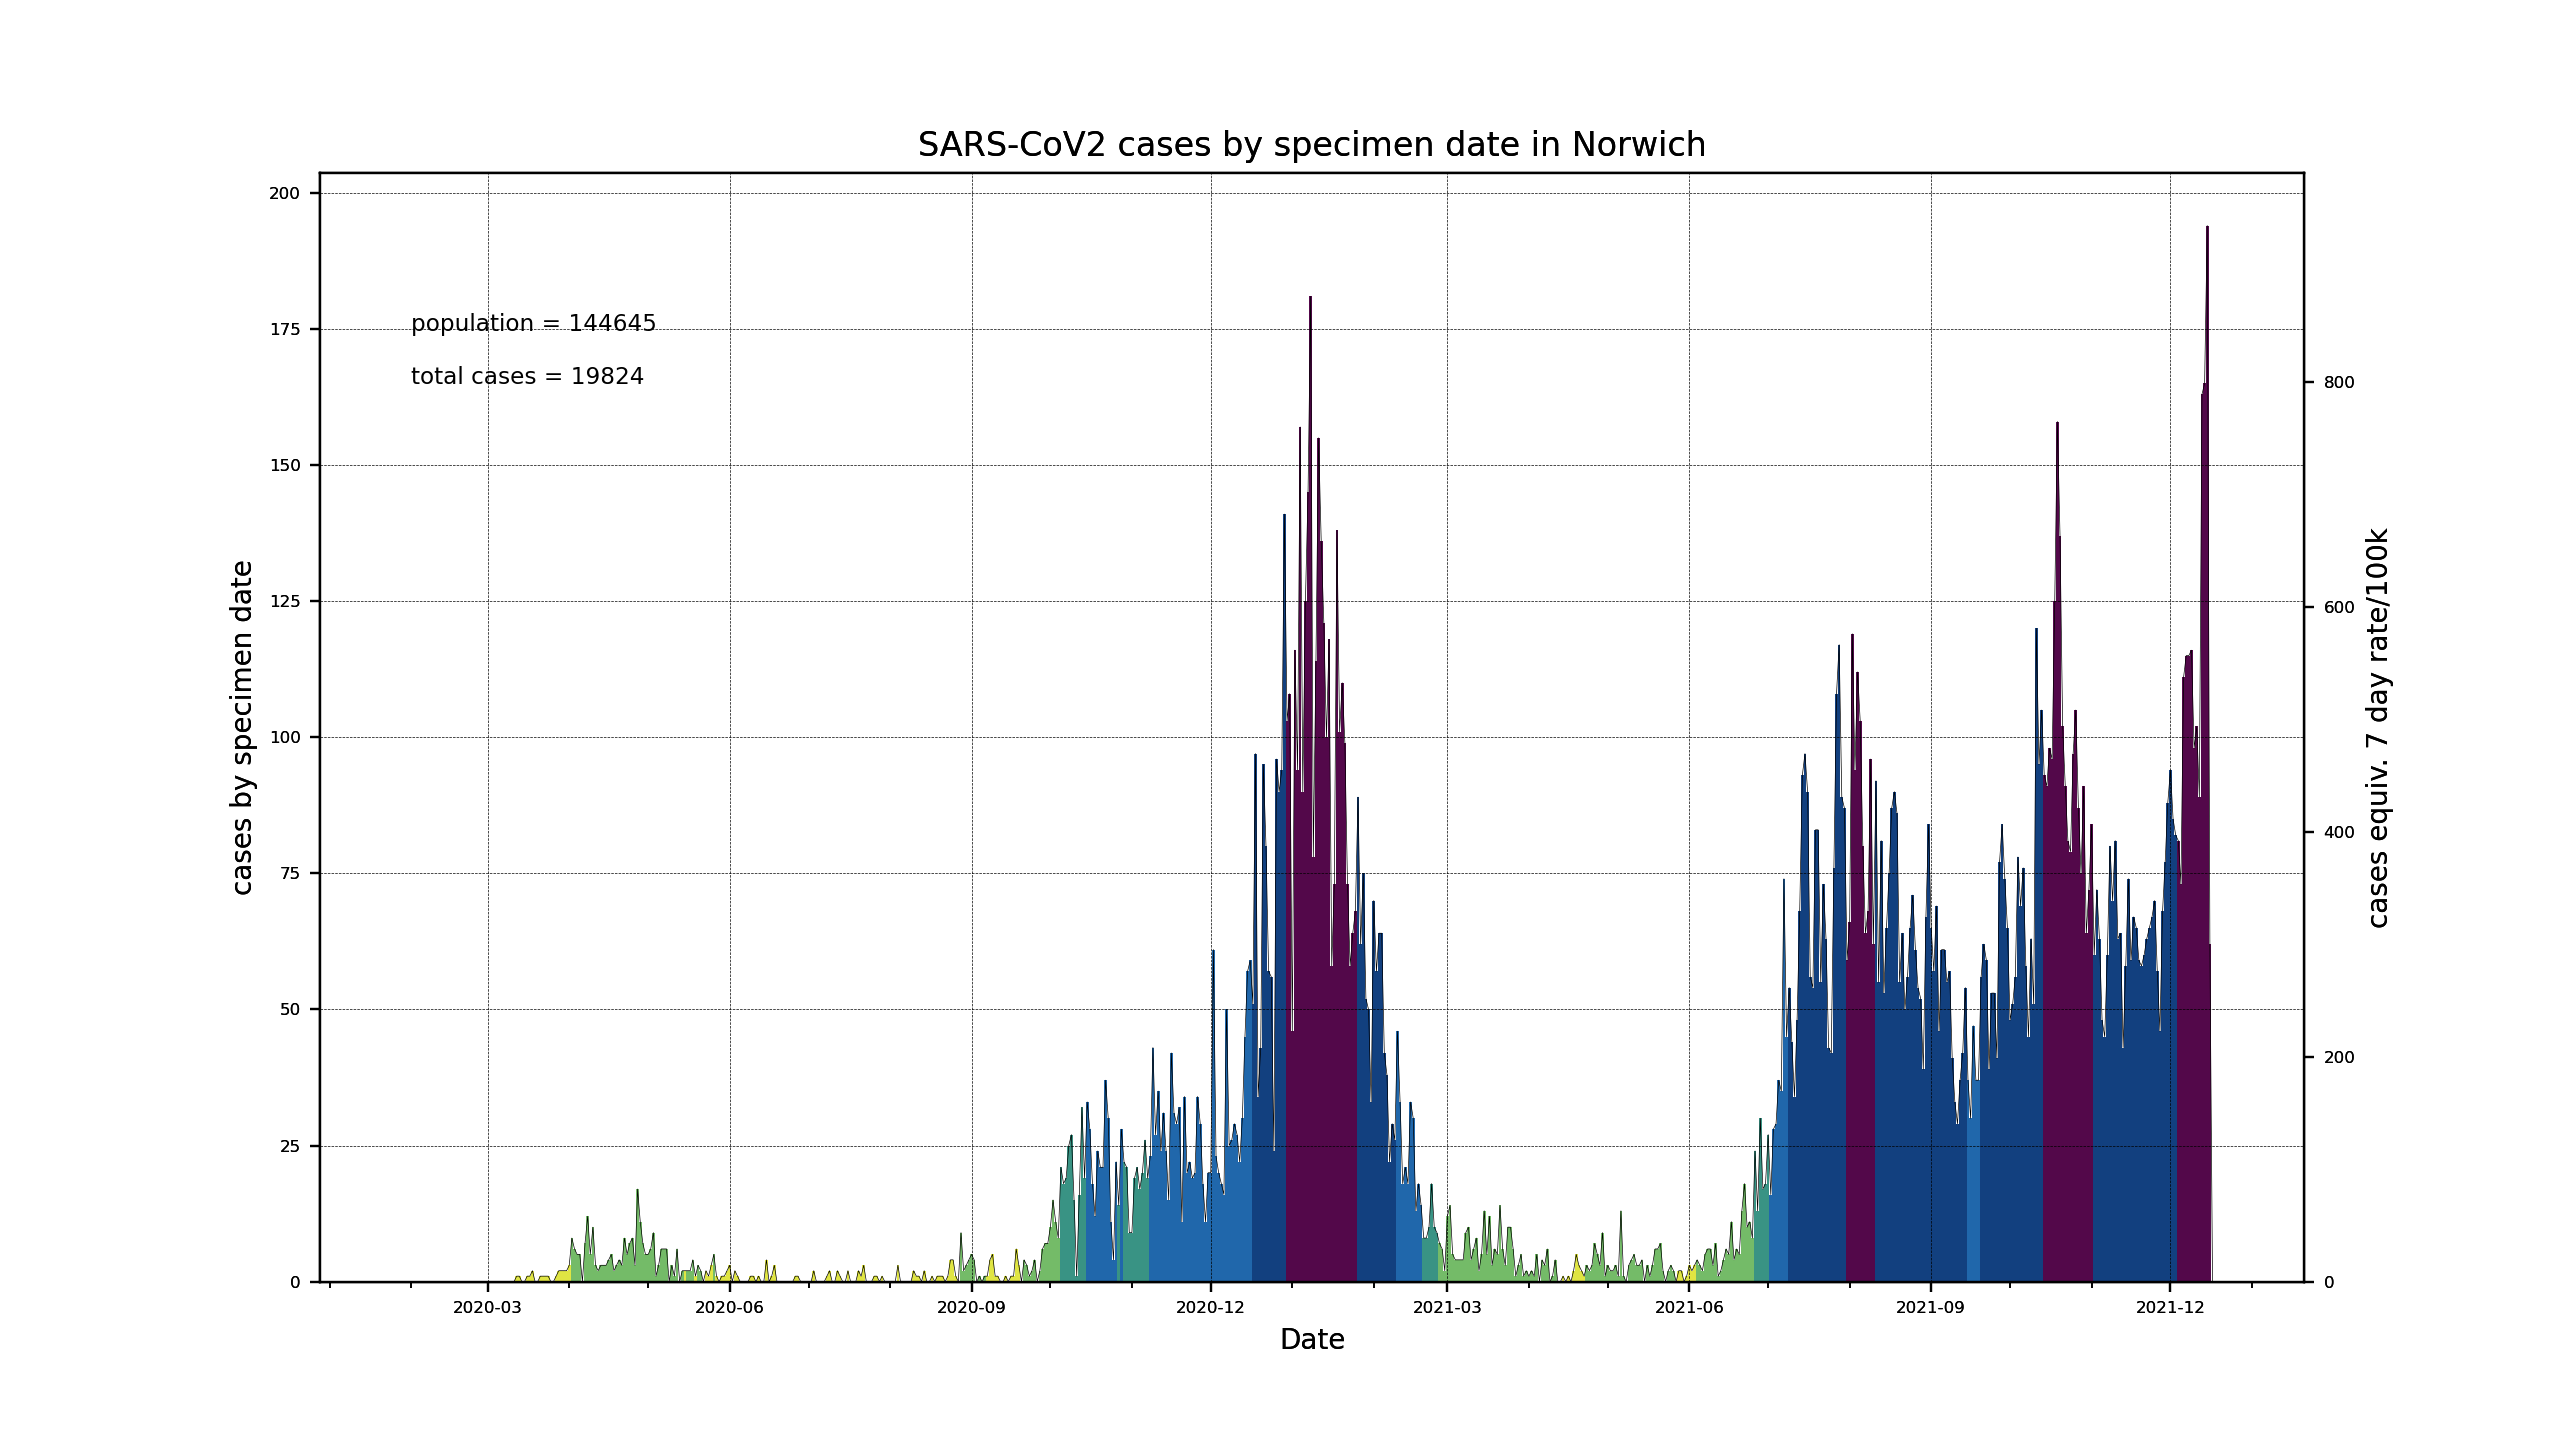 SARS-CoV2 cases by specimen date in Norwich
200
175
150
125
100
75
50
25
0
cases by specimen date
population = 144645
total cases = 19824
800
600
400
200
0
cases equiv. 7 day rate/100k
2020-03 2020-06 2020-09 2020-12 2021-03 2021-06 2021-09 2021-12
Date